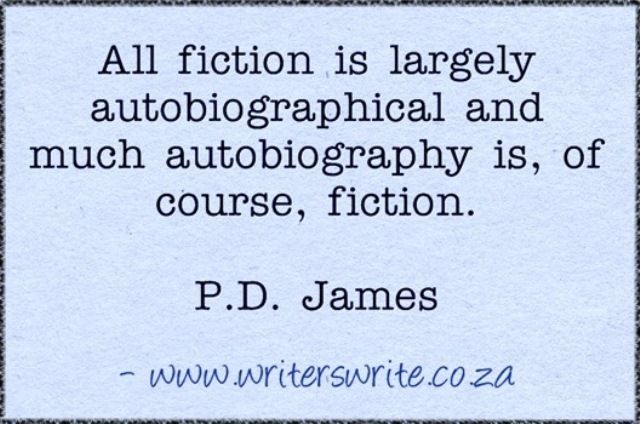 All fiction is largely
autobiographical and
much autobiography is, of
course, fiction.
P.D. James
- www.writerswrite.co.za